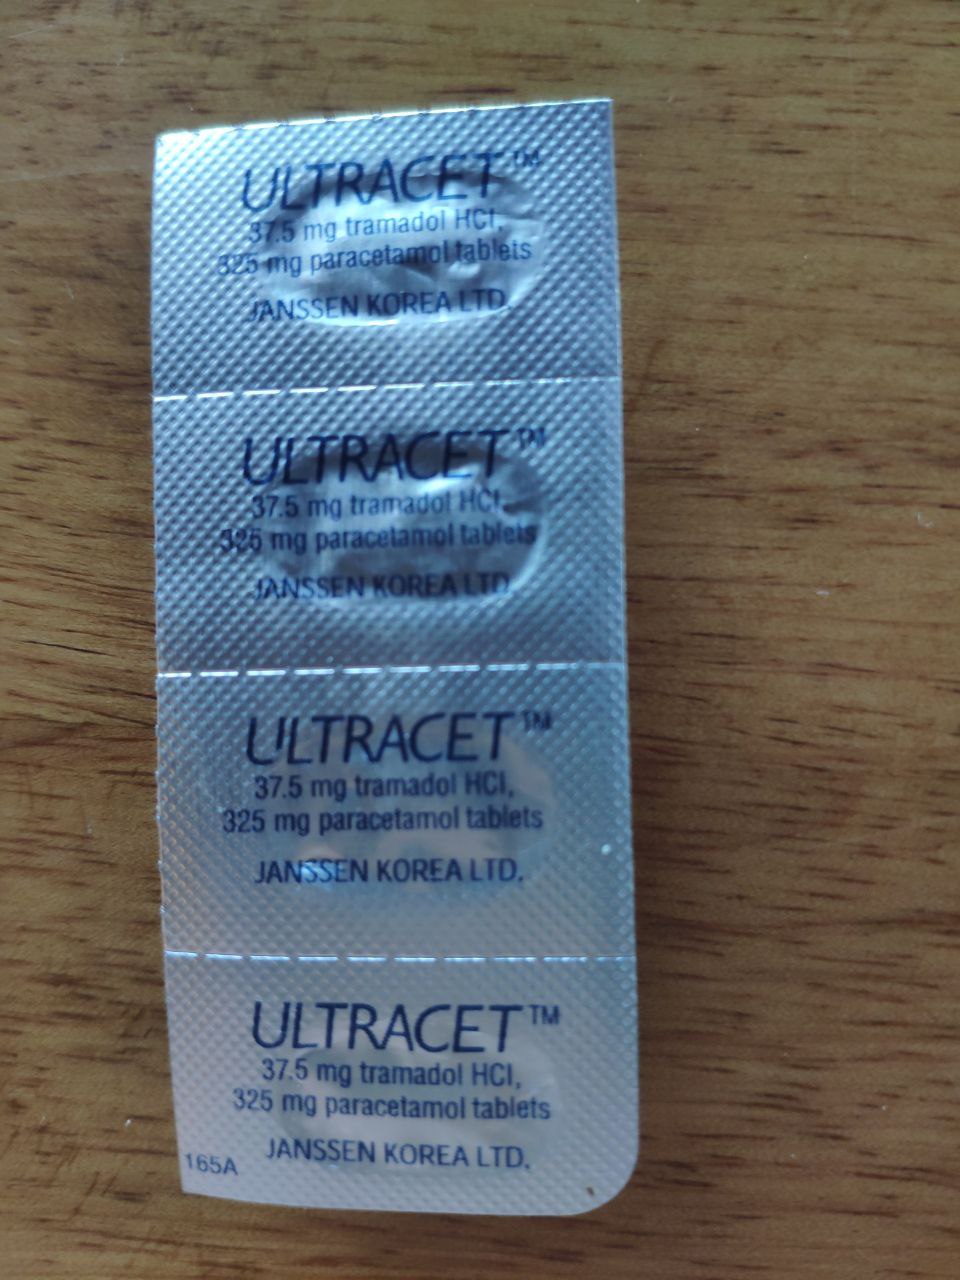 ULTRACET™
37.5 mg tramadol HCl,
325 mg paracetamol tablets
JANSSEN KOREA LTD.
ULTRACET™
37.5 mg tramadol HCl,
325 mg paracetamol tablets
JANSSEN KOREA LTD.
ULTRACET™
37.5 mg tramadol HCl,
325 mg paracetamol tablets
JANSSEN KOREA LTD.
ULTRACET™
37.5 mg tramadol HCl,
325 mg paracetamol tablets
JANSSEN KOREA LTD.
165A